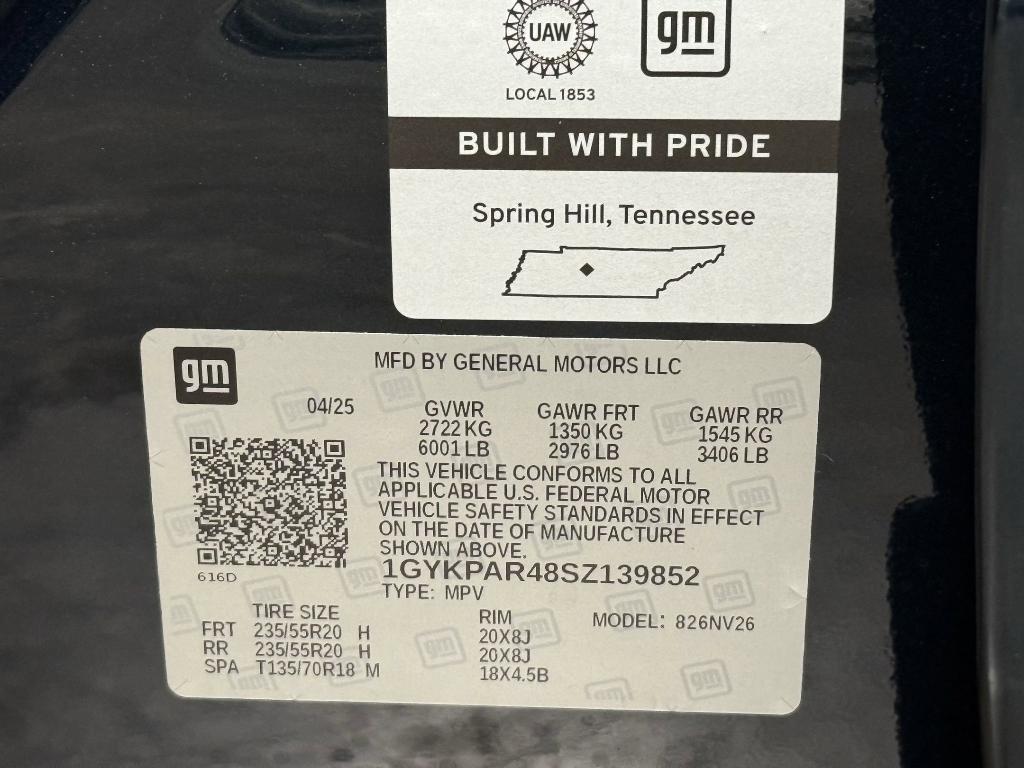 UAW
gm
LOCAL 1853
BUILT WITH PRIDE
Spring Hill, Tennessee
gm
MFD BY GENERAL MOTORS LLC
04/25
GVWR GAWR FRT GAWR RR
2722 KG 1350 KG 1545 KG
6001 LB 2976 LB 3406 LB
THIS VEHICLE CONFORMS TO ALL
APPLICABLE U.S. FEDERAL MOTOR
VEHICLE SAFETY STANDARDS IN EFFECT
ON THE DATE OF MANUFACTURE
SHOWN ABOVE.
616D
1GYKPAR48SZ139852
TYPE: MPV
TIRE SIZE RIM MODEL: 826NV26
FRT 235/55R20 H 20X8J
RR 235/55R20 H 20X8J
SPA T135/70R18 M 18X4.5B